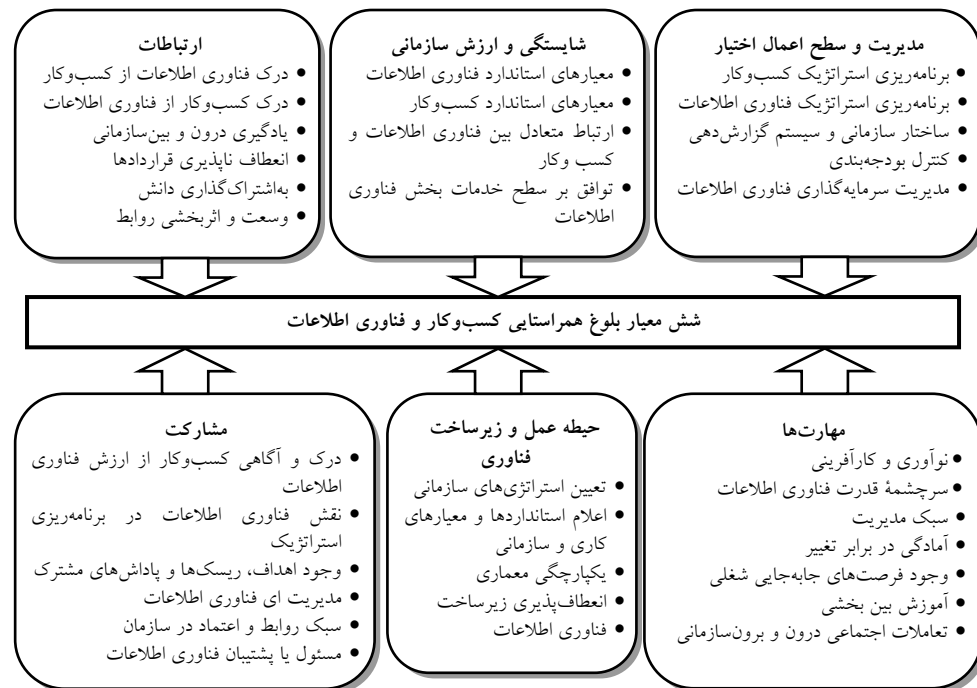 مدیریت و سطح اعمال اختیار
• برنامه‌ریزی استراتژیک کسب‌وکار
• برنامه‌ریزی استراتژیک فناوری اطلاعات
• ساختار سازمانی و سیستم گزارش‌دهی
• کنترل بودجه‌بندی
• مدیریت سرمایه‌گذاری فناوری اطلاعات
شایستگی و ارزش سازمانی
• معیارهای استاندارد فناوری اطلاعات
• معیارهای استاندارد کسب‌وکار
• ارتباط متعادل بین فناوری اطلاعات و
کسب وکار
• توافق بر سطح خدمات بخش فناوری
اطلاعات
ارتباطات
• درک فناوری اطلاعات از کسب‌وکار
• درک کسب‌وکار از فناوری اطلاعات
• یادگیری درون و بین‌سازمانی
• انعطاف ناپذیری قراردادها
• به‌اشتراک‌گذاری دانش
• وسعت و اثربخشی روابط
شش معیار بلوغ همراستایی کسب‌وکار و فناوری اطلاعات
مهارت‌ها
• نوآوری و کارآفرینی
• سرچشمۀ قدرت فناوری اطلاعات
• سبک مدیریت
• آمادگی در برابر تغییر
• وجود فرصت‌های جابه‌جایی شغلی
• آموزش بین بخشی
• تعاملات اجتماعی درون و برون‌سازمانی
حیطه عمل و زیرساخت
فناوری
• تعیین استراتژی‌های سازمانی
• اعلام استانداردها و معیارهای
کاری و سازمانی
• یکپارچگی معماری
• انعطاف‌پذیری زیرساخت
• فناوری اطلاعات
مشارکت
• درک و آگاهی کسب‌وکار از ارزش فناوری
اطلاعات
• نقش فناوری اطلاعات در برنامه‌ریزی
استراتژیک
• وجود اهداف، ریسک‌ها و پاداش‌های مشترک
• مدیریت ای فناوری اطلاعات
• سبک روابط و اعتماد در سازمان
• مسئول یا پشتیبان فناوری اطلاعات